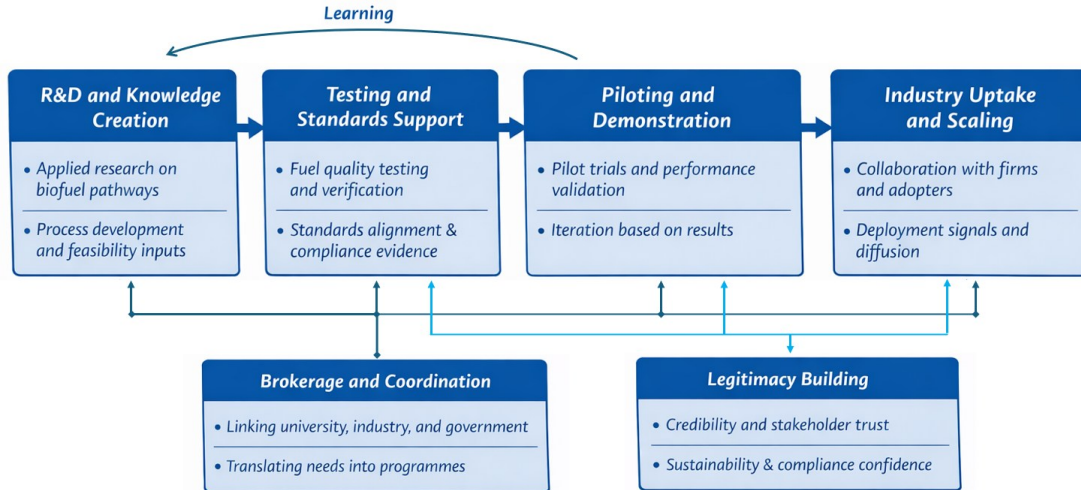 Learning
R&D and Knowledge
Creation
• Applied research on
biofuel pathways
• Process development
and feasibility inputs
Testing and
Standards Support
• Fuel quality testing
and verification
• Standards alignment &
compliance evidence
Piloting and
Demonstration
• Pilot trials and performance
validation
• Iteration based on results
Industry Uptake
and Scaling
• Collaboration with firms
and adopters
• Deployment signals and
diffusion
Brokerage and Coordination
• Linking university, industry, and government
• Translating needs into programmes
Legitimacy Building
• Credibility and stakeholder trust
• Sustainability & compliance confidence